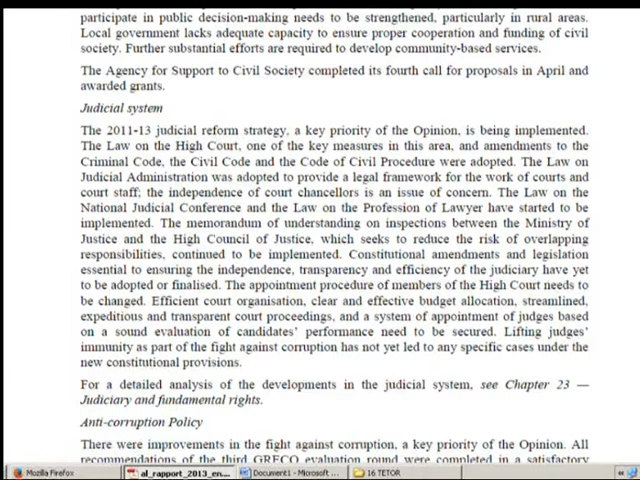 participate in public decision-making needs to be strengthened, particularly in rural areas.
Local government lacks adequate capacity to ensure proper cooperation and funding of civil
society. Further substantial efforts are required to develop community-based services.
The Agency for Support to Civil Society completed its fourth call for proposals in April and
awarded grants.
Judicial system
The 2011-13 judicial reform strategy, a key priority of the Opinion, is being implemented.
The Law on the High Court, one of the key measures in this area, and amendments to the
Criminal Code, the Civil Code and the Code of Civil Procedure were adopted. The Law on
Judicial Administration was adopted to provide a legal framework for the work of courts and
court staff; the independence of court chancellors is an issue of concern. The Law on the
National Judicial Conference and the Law on the Profession of Lawyer have started to be
implemented. The memorandum of understanding on inspections between the Ministry of
Justice and the High Council of Justice, which seeks to reduce the risk of overlapping
responsibilities, continued to be implemented. Constitutional amendments and legislation
essential to ensuring the independence, transparency and efficiency of the judiciary have yet
to be adopted or finalised. The appointment procedure of members of the High Court needs to
be changed. Efficient court organisation, clear and effective budget allocation, streamlined,
expeditious and transparent court proceedings, and a system of appointment of judges based
on a sound evaluation of candidates' performance need to be secured. Lifting judges'
immunity as part of the fight against corruption has not yet led to any specific cases under the
new constitutional provisions.
For a detailed analysis of the developments in the judicial system, see Chapter 23 —
Judiciary and fundamental rights.
Anti-corruption Policy
There were improvements in the fight against corruption, a key priority of the Opinion. All
recommendations of the third GRECO evaluation round were completed in a satisfactory
Mozilla Firefox
al_rapport_2013_en....
Document1 - Microsoft ...
16 TETOR